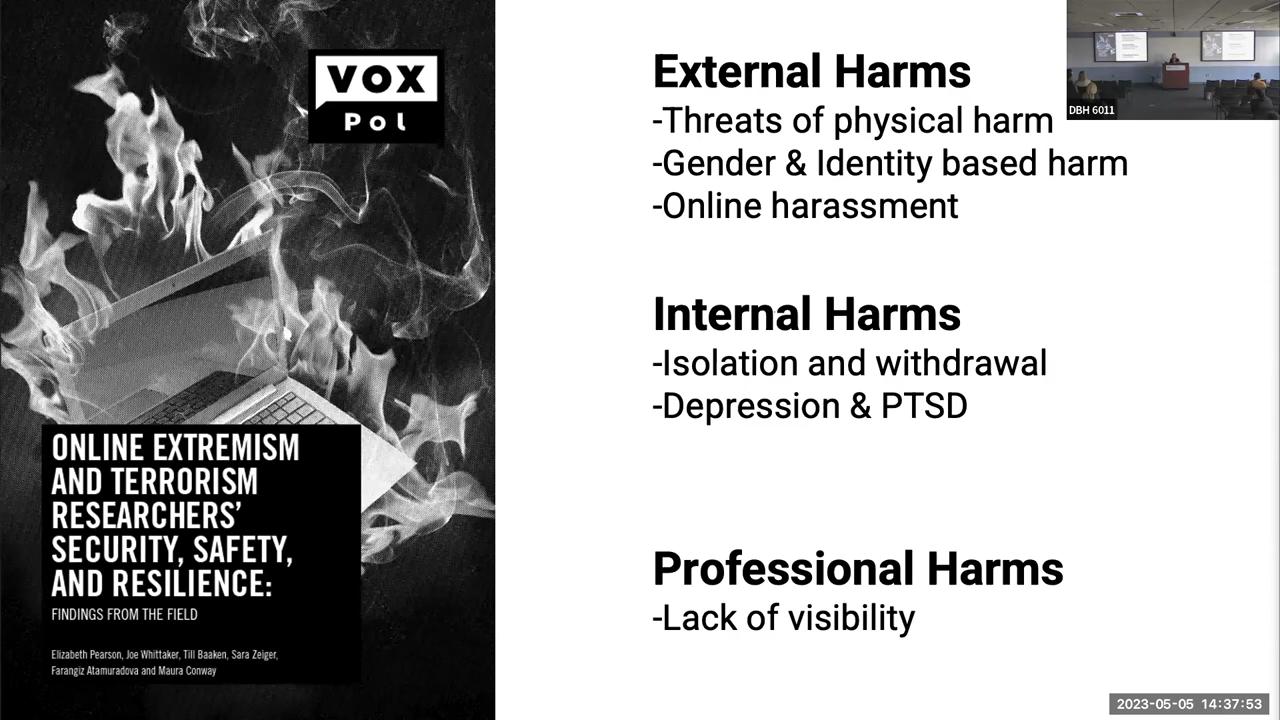 VOX
Pol
ONLINE EXTREMISM
AND TERRORISM
RESEARCHERS'
SECURITY, SAFETY,
AND RESILIENCE:
FINDINGS FROM THE FIELD
Elizabeth Pearson, Joe Whittaker, Till Baaken, Sara Zeiger,
Farangiz Atamuradova and Maura Conway
External Harms
-Threats of physical harm
-Gender & Identity based harm
-Online harassment
Internal Harms
-Isolation and withdrawal
-Depression & PTSD
Professional Harms
-Lack of visibility
DBH 6011
2023-05-05 14:37:53